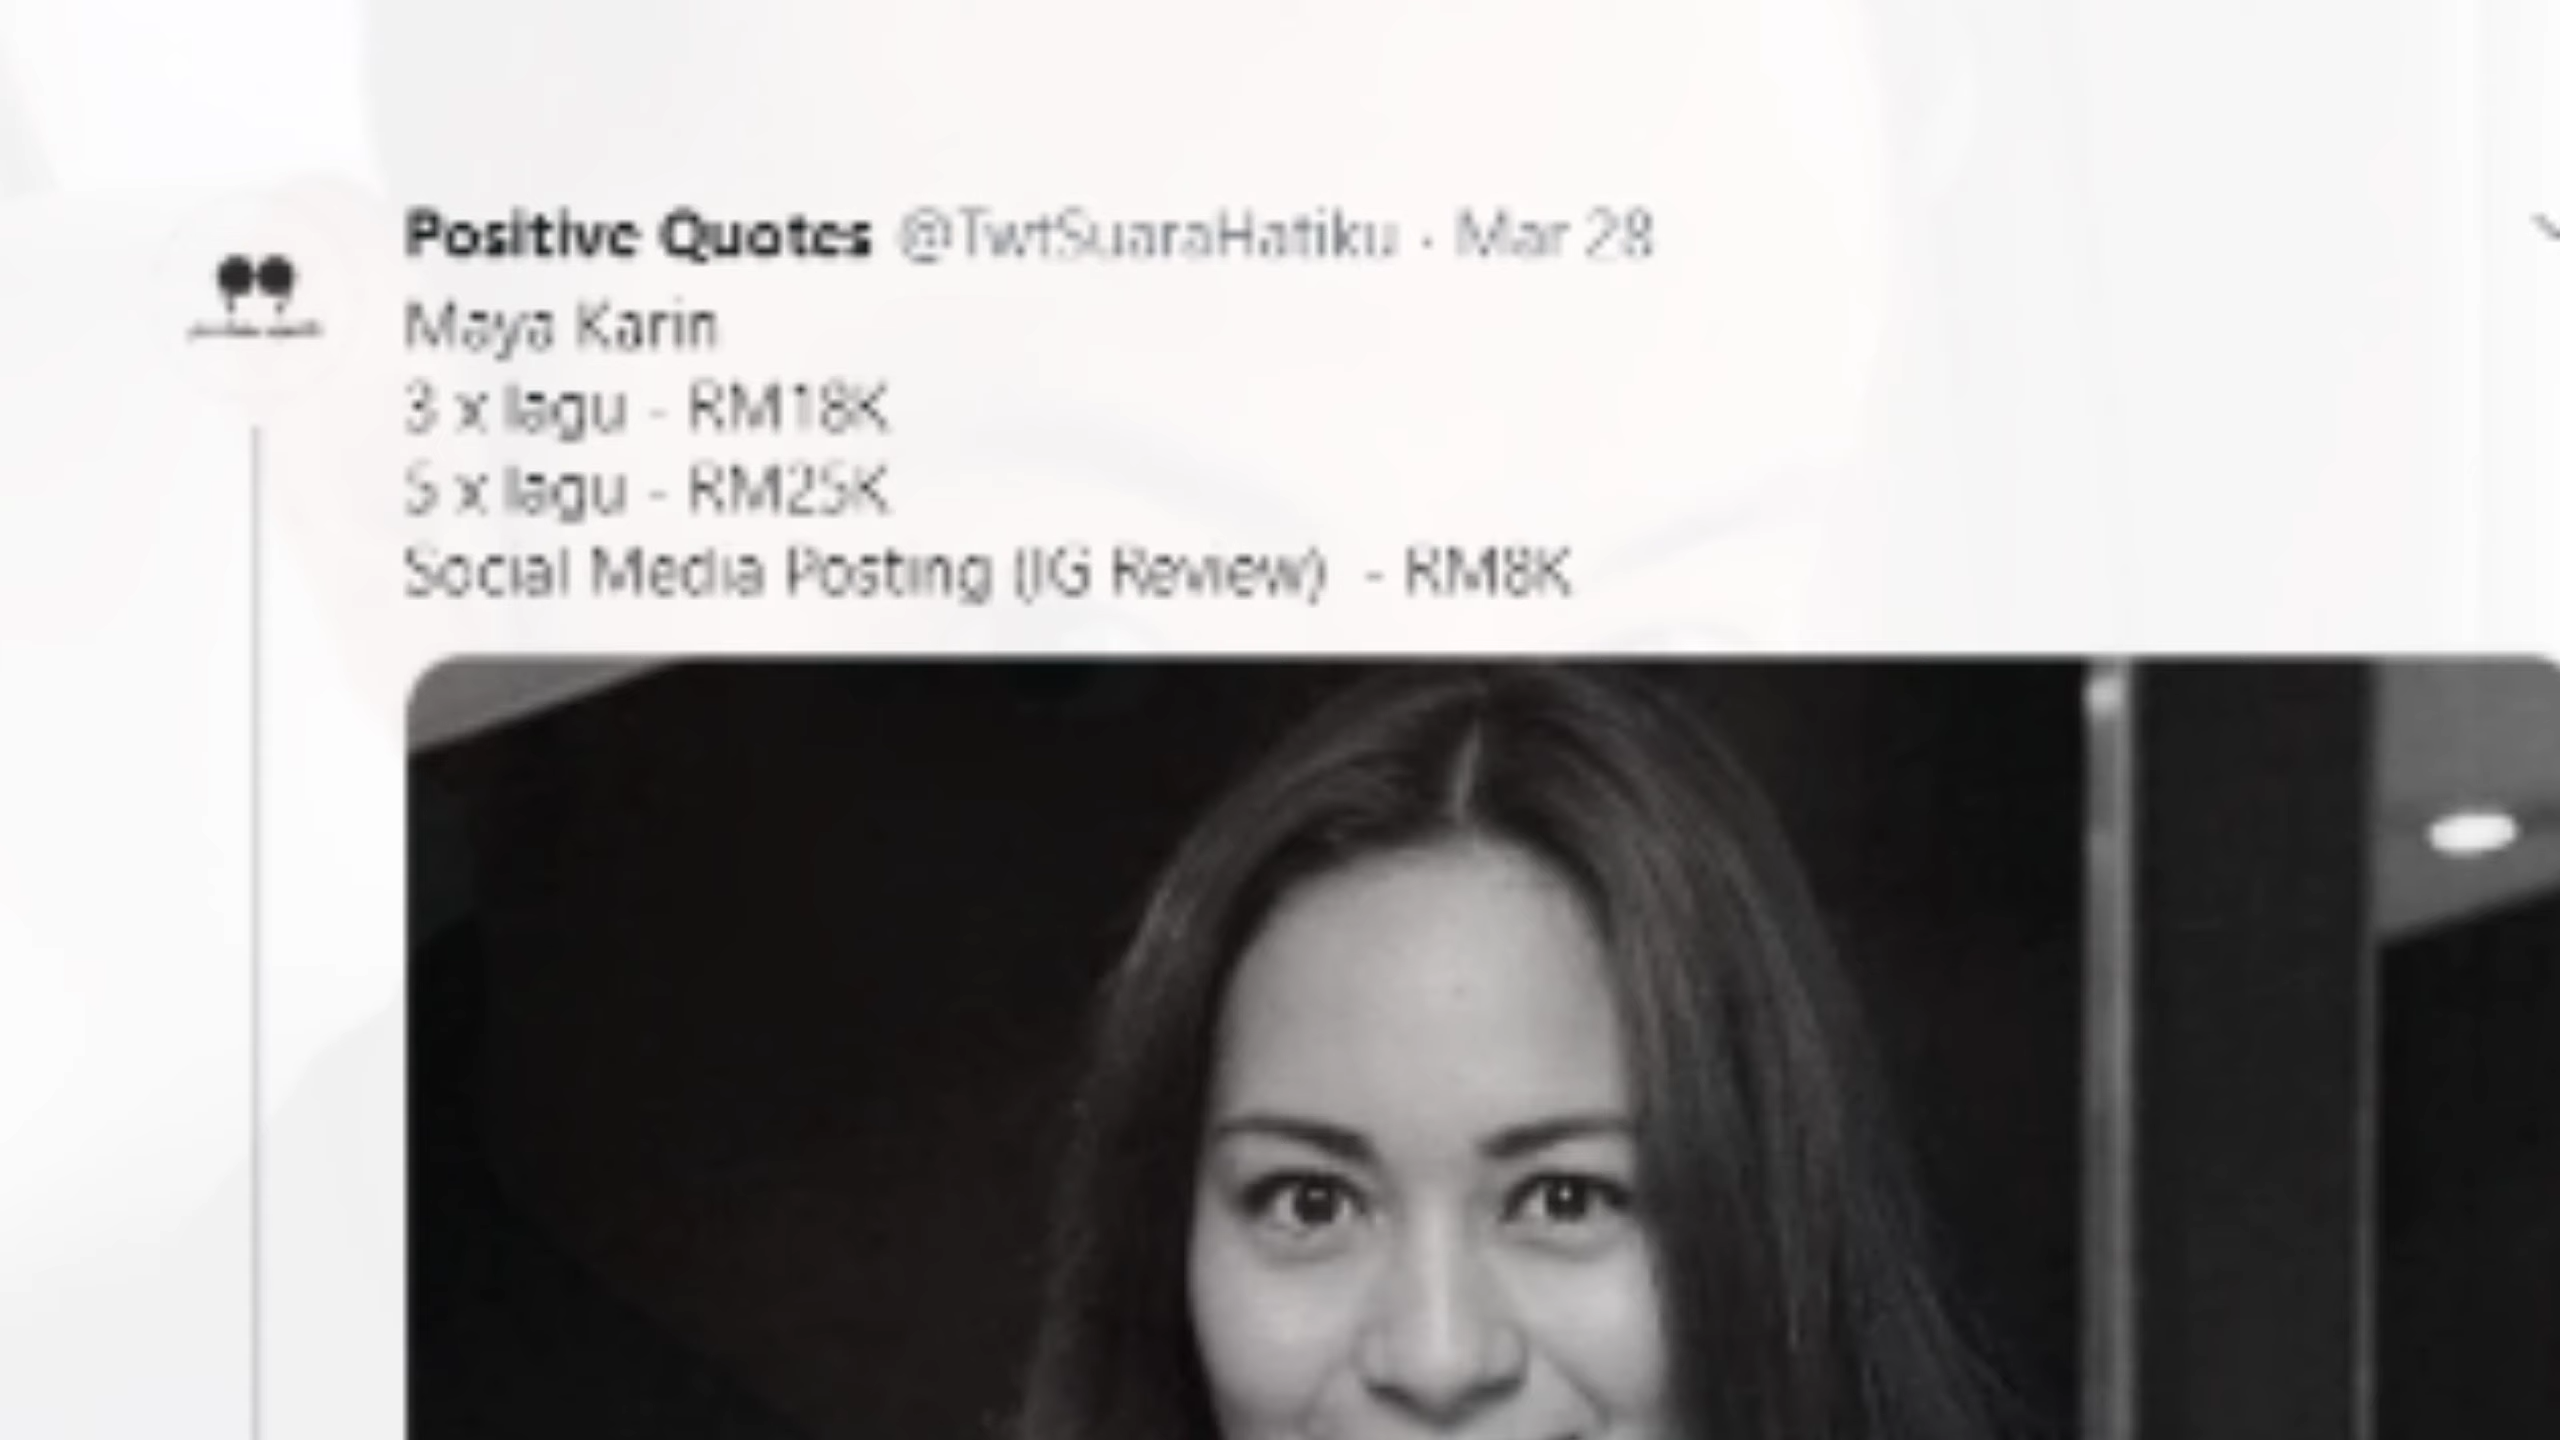 Positive Quotes @TwtSuaraHatiku · Mar 28
Maya Karin
3 x lagu - RM18K
5 x lagu - RM25K
Social Media Posting (IG Review) - RM8K